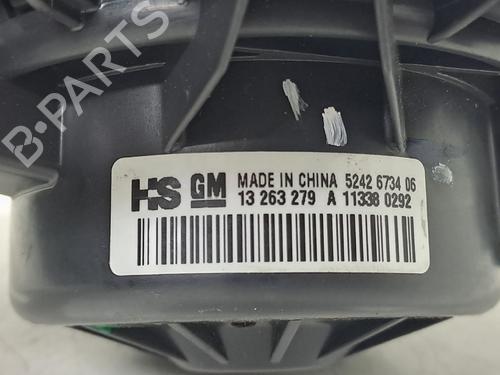 B-PARTS
HS GM MADE IN CHINA 5242 6734 06
13 263 279 A 11338 0292